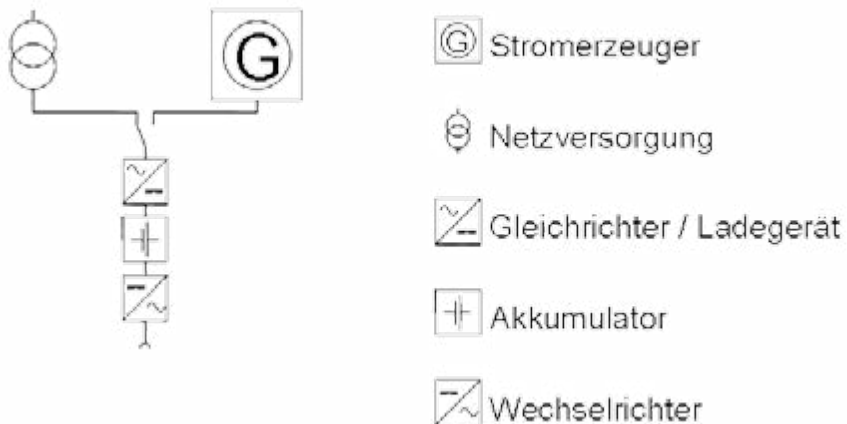 G
G Stromerzeuger
Netzversorgung
Gleichrichter / Ladegerät
Akkumulator
Wechselrichter